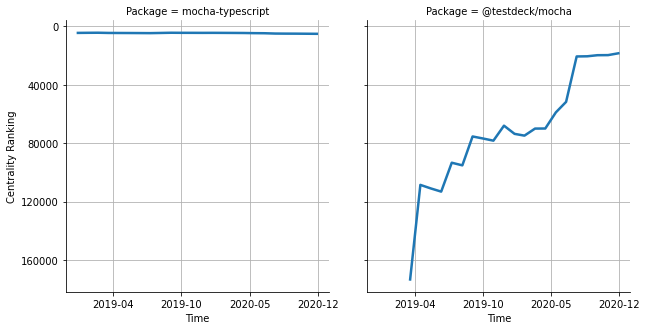 Package = mocha-typescript
Package = @testdeck/mocha
0
40000
80000
120000
160000
Centrality Ranking
2019-04 2019-10 2020-05 2020-12
2019-04 2019-10 2020-05 2020-12
Time
Time